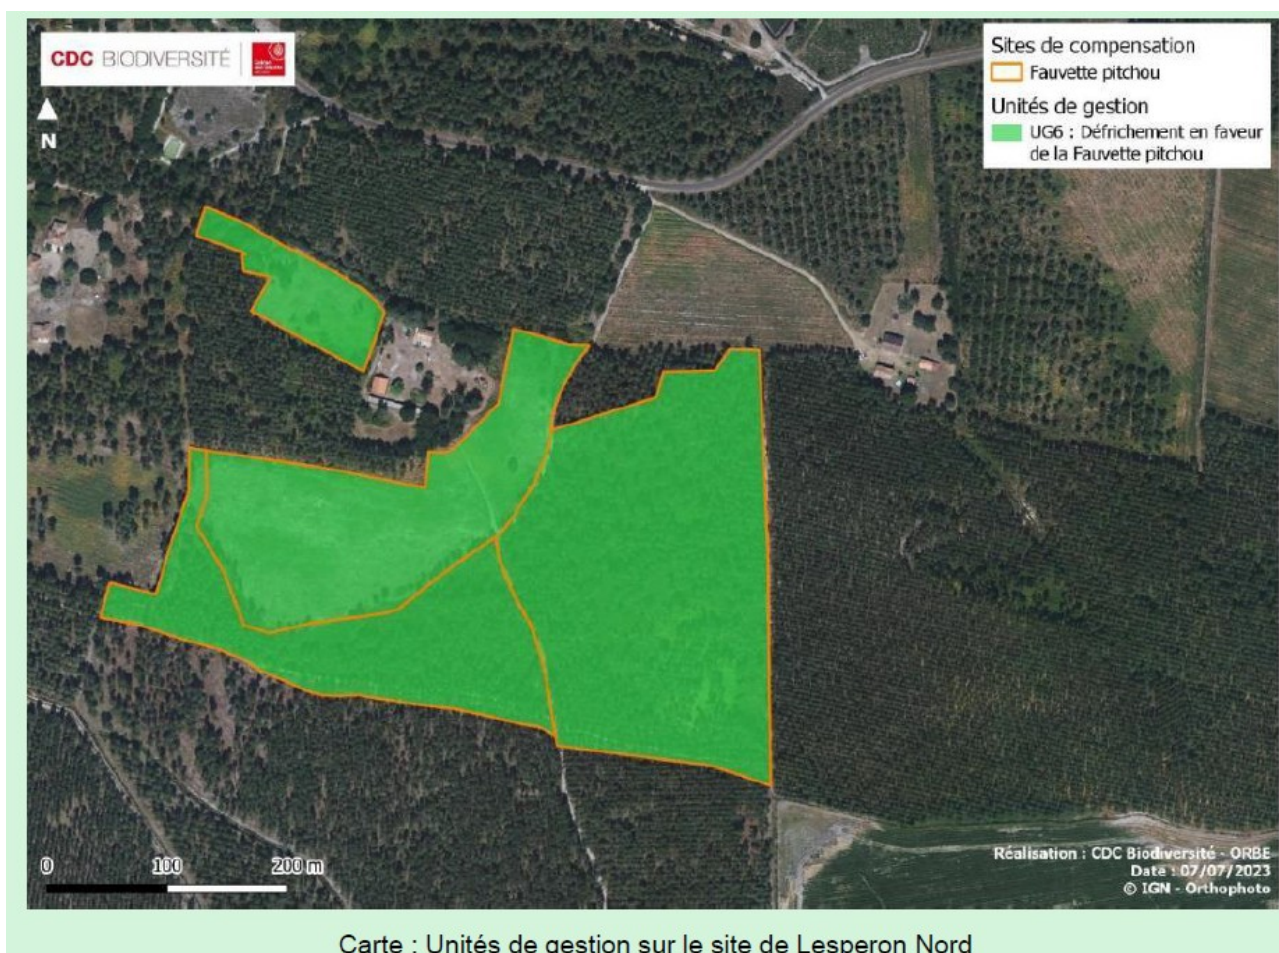 CDC BIODIVERSITÉ
N
Sites de compensation
Fauvette pitchou
Unités de gestion
UG6 : Défrichement en faveur
de la Fauvette pitchou
0 100 200 m
Réalisation : CDC Biodiversité - ORBE
Date : 07/07/2023
© IGN - Orthophoto
Carte : Unités de gestion sur le site de Lesperon Nord